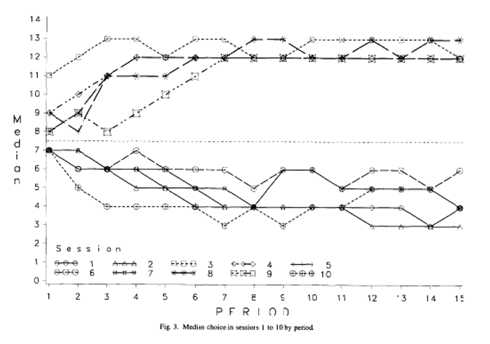 14
13
12
11
10
9
8
7
6
5
4
3
2
1
0
Median
Session
1 2 3 4 5
6 7 8 9 10
1 2 3 4 5 6 7 8 9 10 11 12 13 14 15
PERIOD
Fig. 3. Median choice in sessions 1 to 10 by period.